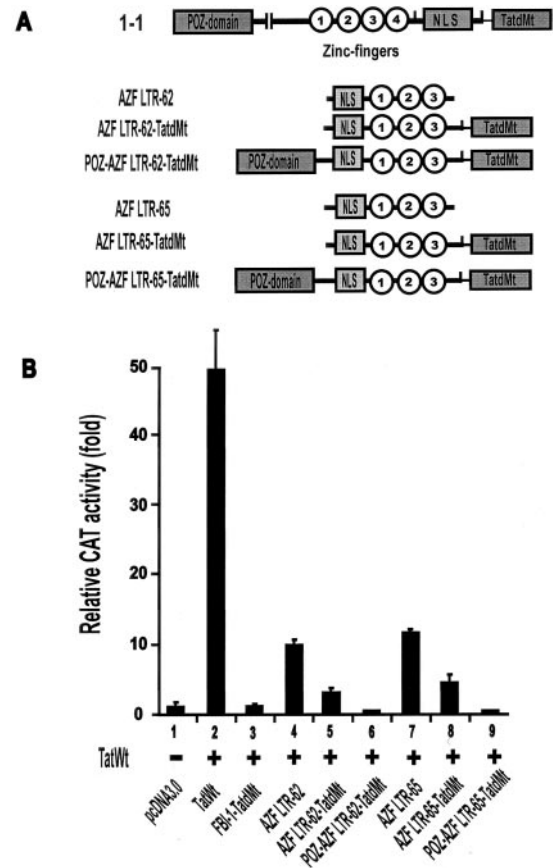 A
1-1
POZ-domain
1 2 3 4
NLS
TatdMt
Zinc-fingers
AZF LTR-62
NLS 1 2 3
AZF LTR-62-TatdMt
NLS 1 2 3 TatdMt
POZ-AZF LTR-62-TatdMt
POZ-domain NLS 1 2 3 TatdMt
AZF LTR-65
NLS 1 2 3
AZF LTR-65-TatdMt
NLS 1 2 3 TatdMt
POZ-AZF LTR-65-TatdMt
POZ-domain NLS 1 2 3 TatdMt
B
Relative CAT activity (fold)
50
40
30
20
10
0
1 2 3 4 5 6 7 8 9
TatWt - + + + + + + + +
pcDNA3.0
TatWt
FBI-1-TatdMt
AZF LTR-62
AZF LTR-62-TatdMt
POZ-AZF LTR-62-TatdMt
AZF LTR-65
AZF LTR-65-TatdMt
POZ-AZF LTR-65-TatdMt